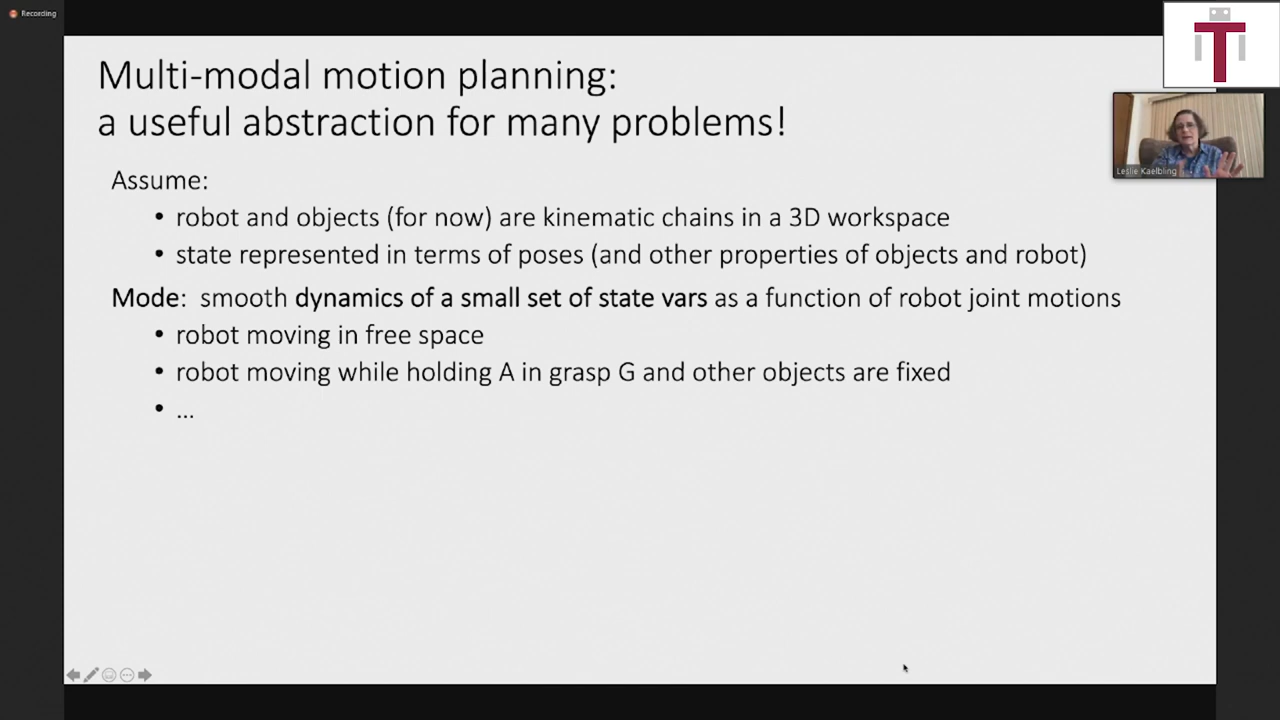 Recording
Multi-modal motion planning:
a useful abstraction for many problems!
Assume:
• robot and objects (for now) are kinematic chains in a 3D workspace
• state represented in terms of poses (and other properties of objects and robot)
Mode: smooth dynamics of a small set of state vars as a function of robot joint motions
• robot moving in free space
• robot moving while holding A in grasp G and other objects are fixed
• ...
T
Leslie Kaelbling